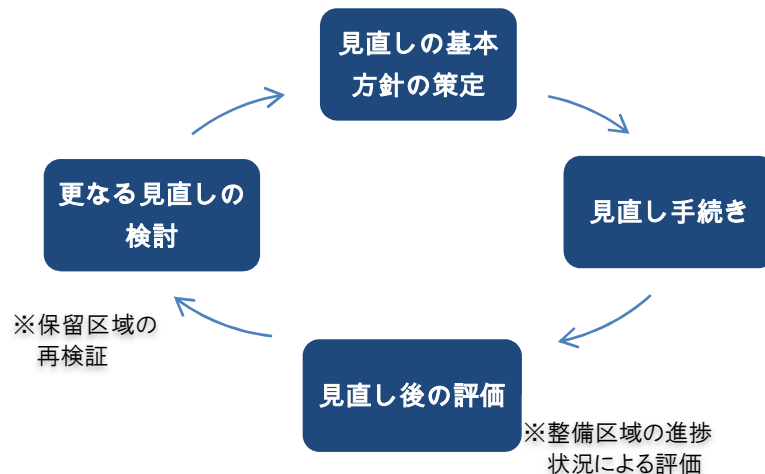 見直しの基本
方針の策定
見直し手続き
見直し後の評価
※整備区域の進捗
状況による評価
更なる見直しの
検討
※保留区域の
再検証